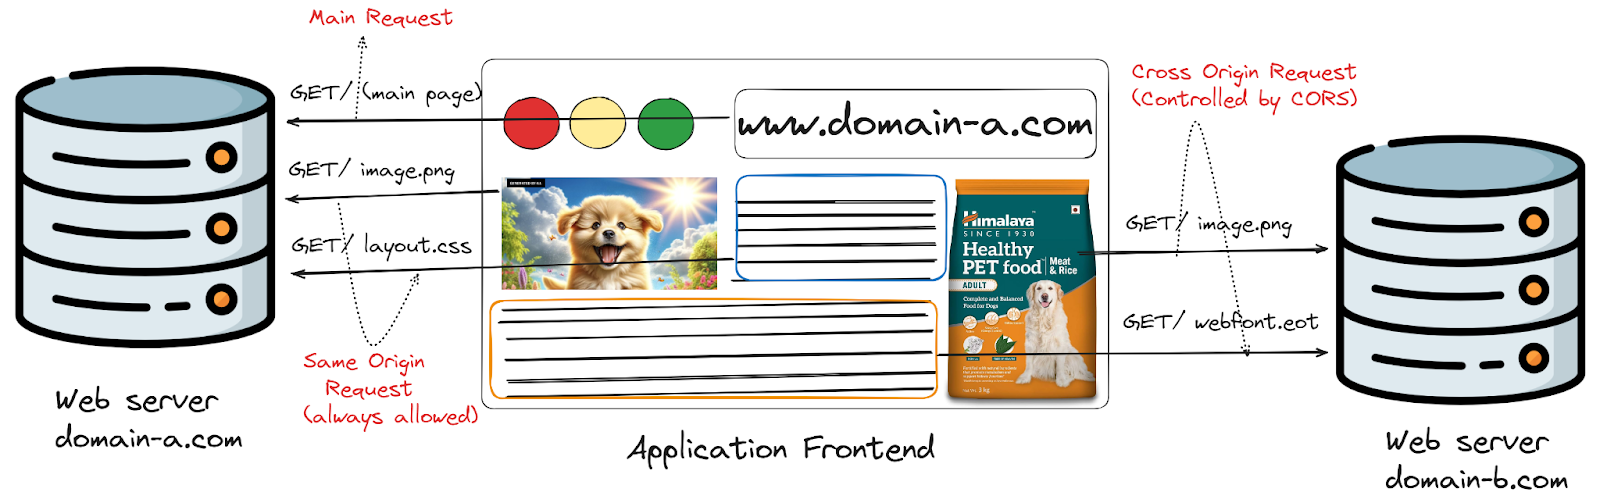 Main Request
GET/ (main page)
GET/ image.png
GET/ layout.css
Same Origin
Request
(always allowed)
Web server
domain-a.com
www.domain-a.com
Himalaya
SINCE 1930
Healthy
PET food
Meat
& Rice
ADULT
Complete and Balanced
Food for Dogs
Application Frontend
Cross Origin Request
(Controlled by CORS)
GET/ image.png
GET/ webfont.eot
Web server
domain-b.com